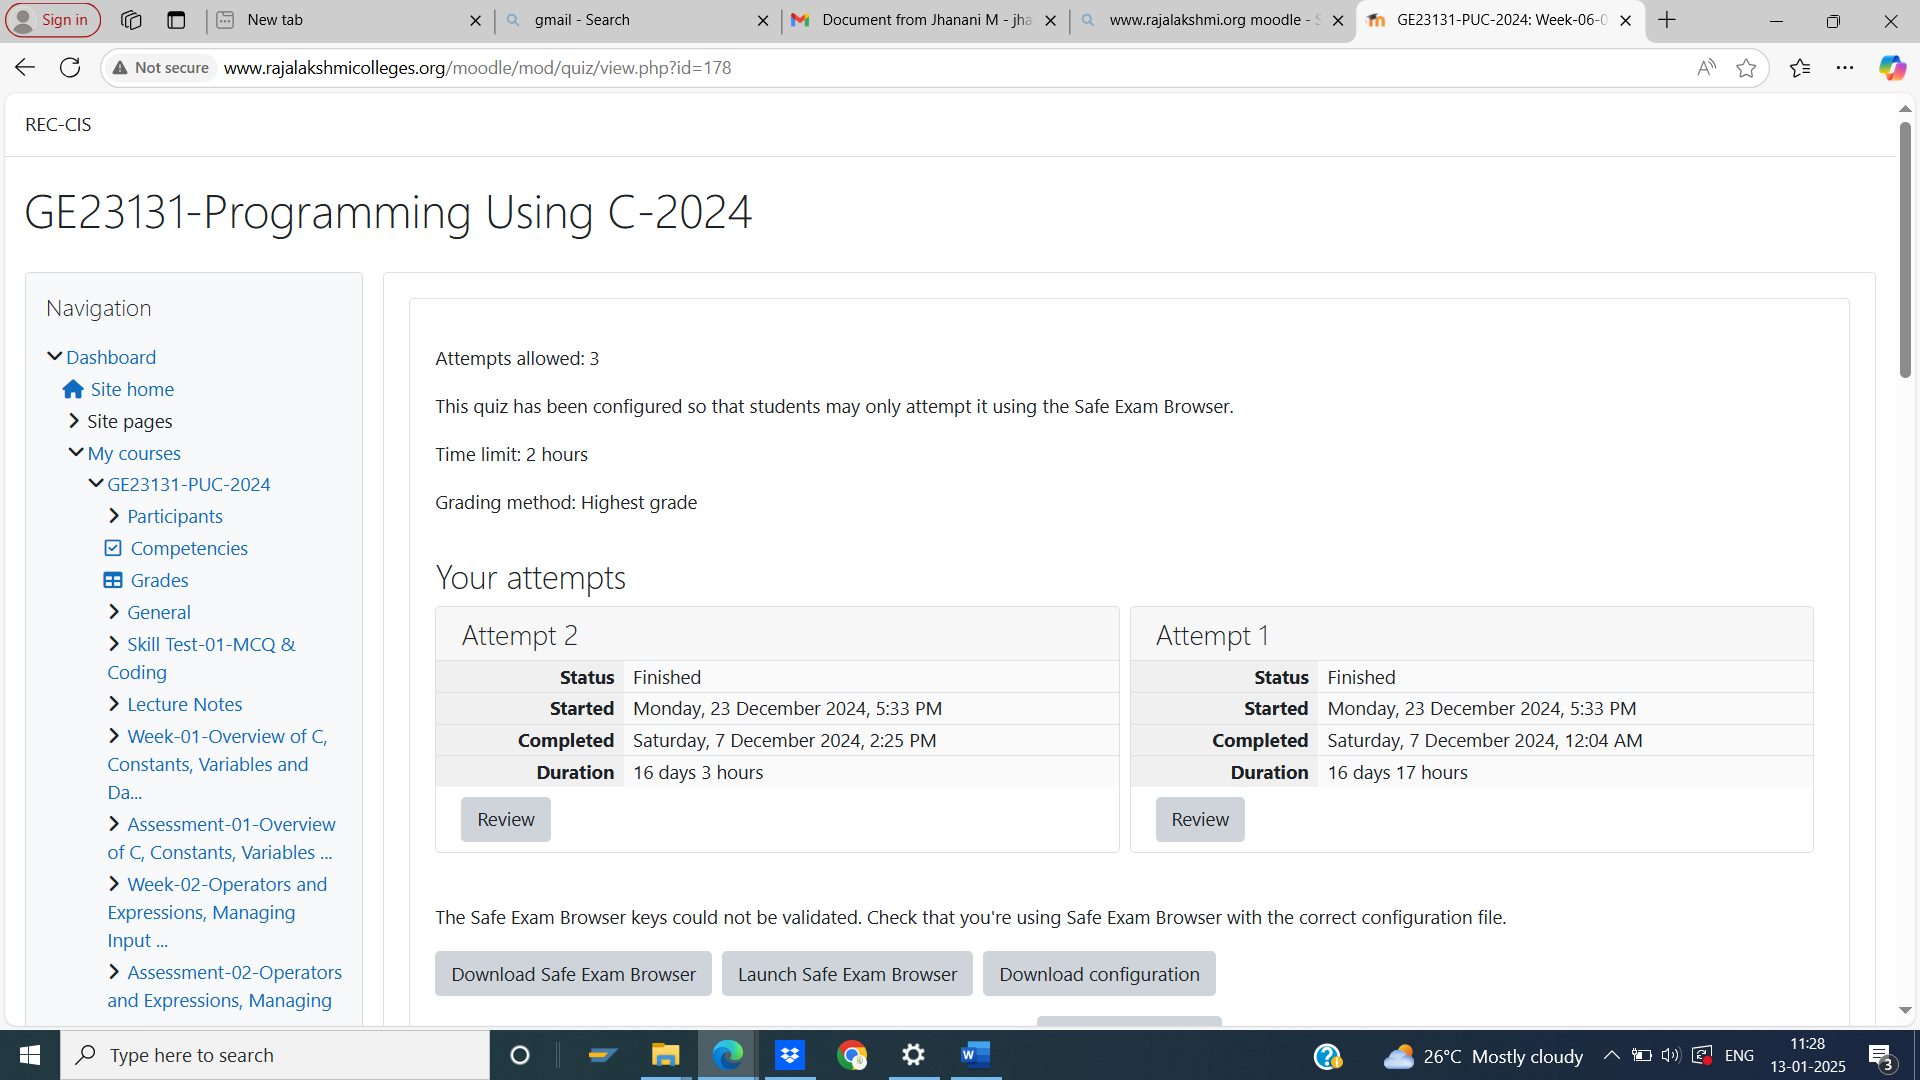 Sign in
New tab
gmail - Search
Document from Jhanani M - jha
www.rajalakshmi.org moodle - S
GE23131-PUC-2024: Week-06-0
Not secure
www.rajalakshmicolleges.org/moodle/mod/quiz/view.php?id=178
REC-CIS
GE23131-Programming Using C-2024
Navigation
Dashboard
Site home
Site pages
My courses
GE23131-PUC-2024
Participants
Competencies
Grades
General
Skill Test-01-MCQ &
Coding
Lecture Notes
Week-01-Overview of C,
Constants, Variables and
Da...
Assessment-01-Overview
of C, Constants, Variables ...
Week-02-Operators and
Expressions, Managing
Input ...
Assessment-02-Operators
and Expressions, Managing
Attempts allowed: 3
This quiz has been configured so that students may only attempt it using the Safe Exam Browser.
Time limit: 2 hours
Grading method: Highest grade
Your attempts
Attempt 2
Status Finished
Started Monday, 23 December 2024, 5:33 PM
Completed Saturday, 7 December 2024, 2:25 PM
Duration 16 days 3 hours
Review
Attempt 1
Status Finished
Started Monday, 23 December 2024, 5:33 PM
Completed Saturday, 7 December 2024, 12:04 AM
Duration 16 days 17 hours
Review
The Safe Exam Browser keys could not be validated. Check that you're using Safe Exam Browser with the correct configuration file.
Download Safe Exam Browser
Launch Safe Exam Browser
Download configuration
Type here to search
26°C Mostly cloudy
ENG
11:28
13-01-2025
3